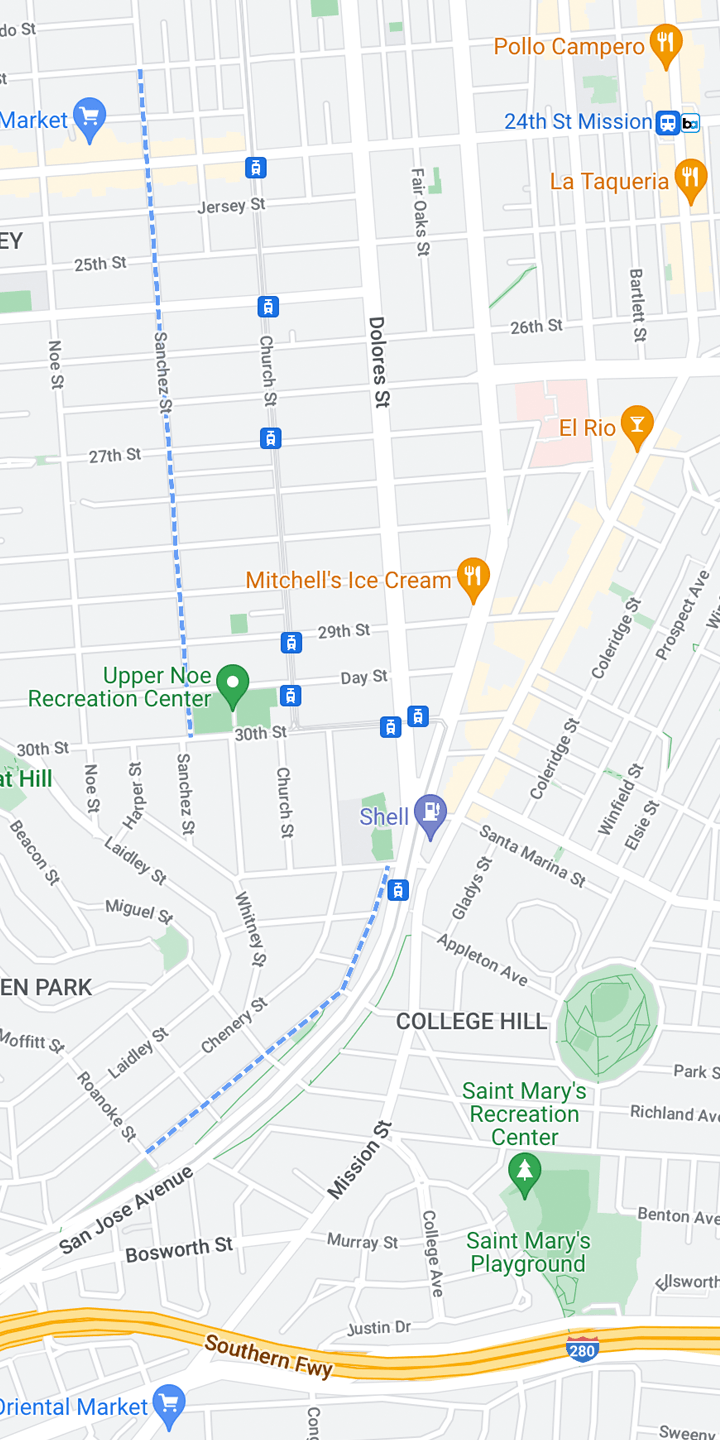 do St
Pollo Campero
St
Market
24th St Mission
ba
La Taqueria
Fair Oaks St
Jersey St
EY
25th St
Bartlett St
26th St
Dolores St
Noe St
Sanchez St
Church St
El Rio
27th St
Mitchell's Ice Cream
Prospect Ave
Coleridge St
29th St
Upper Noe
Recreation Center
Day St
30th St
30th St
at Hill
Noe St
Harper St
Sanchez St
Church St
Coleridge St
Winfield St
Elsie St
Shell
Beacon St
Laidley St
Santa Marina St
Gladys St
Miguel St
Whitney St
Appleton Ave
EN PARK
Chenery St
COLLEGE HILL
Moffitt St
Laidley St
Roanoke St
Park S
Saint Mary's
Recreation
Center
Richland Ave
Mission St
San Jose Avenue
Bosworth St
Murray St
College Ave
Saint Mary's
Playground
Benton Ave
Ellsworth
Justin Dr
Southern Fwy
280
Oriental Market
Cong
Sweeny